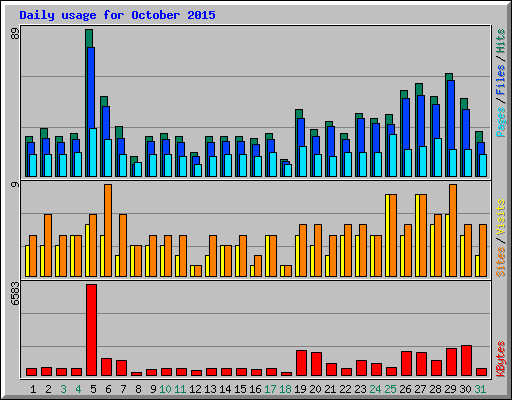 Daily usage for October 2015
89
Pages / Files / Hits
9
Sites / Visits
6583
KBytes
1 2 3 4 5 6 7 8 9 10 11 12 13 14 15 16 17 18 19 20 21 22 23 24 25 26 27 28 29 30 31